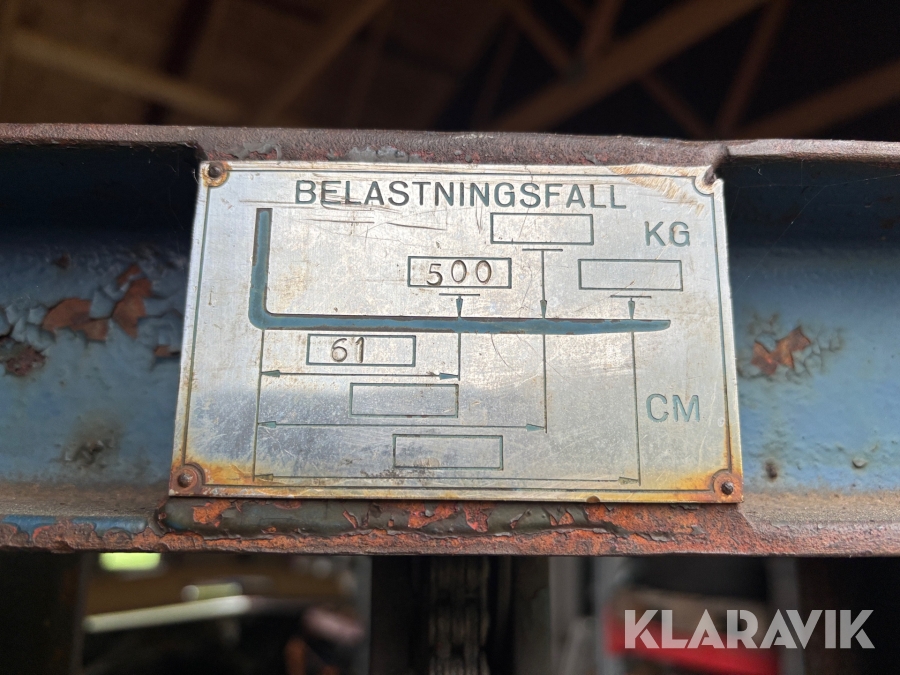 BELASTNINGSFALL
KG
500
61
CM
KLARAVIK